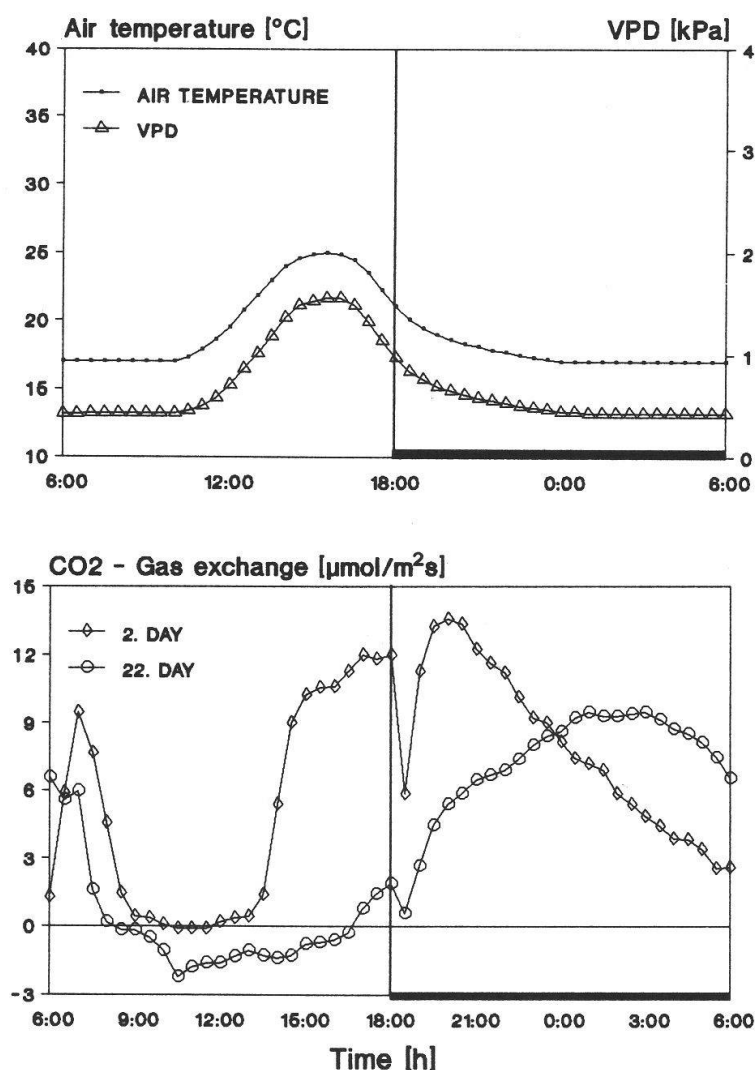 Air temperature [°C] VPD [kPa]
40 4
AIR TEMPERATURE
35
VPD
3
30
25 2
20
1
15
10 0
6:00 12:00 18:00 0:00 6:00
CO2 - Gas exchange [µmol/m²s]
15
2. DAY
12
22. DAY
9
6
3
0
-3
6:00 9:00 12:00 15:00 18:00 21:00 0:00 3:00 6:00
Time [h]